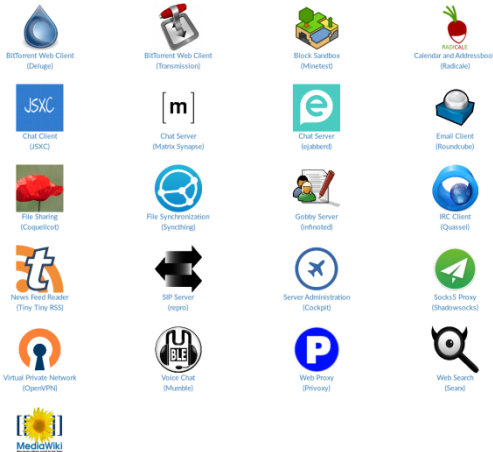 RADICALE
BitTorrent Web Client
(Deluge)
BitTorrent Web Client
(Transmission)
Block Sandbox
(Minetest)
Calendar and Addressboo
(Radicale)
JSXC
[m]
e
Chat Client
(JSXC)
Chat Server
(Matrix Synapse)
Chat Server
(ejabberd)
Email Client
(Roundcube)
File Sharing
(Coquelicot)
File Synchronization
(Syncthing)
Gobby Server
(infinoted)
IRC Client
(Quassel)
t
News Feed Reader
(Tiny Tiny RSS)
SIP Server
(repro)
Server Administration
(Cockpit)
Socks5 Proxy
(Shadowsocks)
BLE
P
Virtual Private Network
(OpenVPN)
Voice Chat
(Mumble)
Web Proxy
(Privoxy)
Web Search
(Searx)
MediaWiki